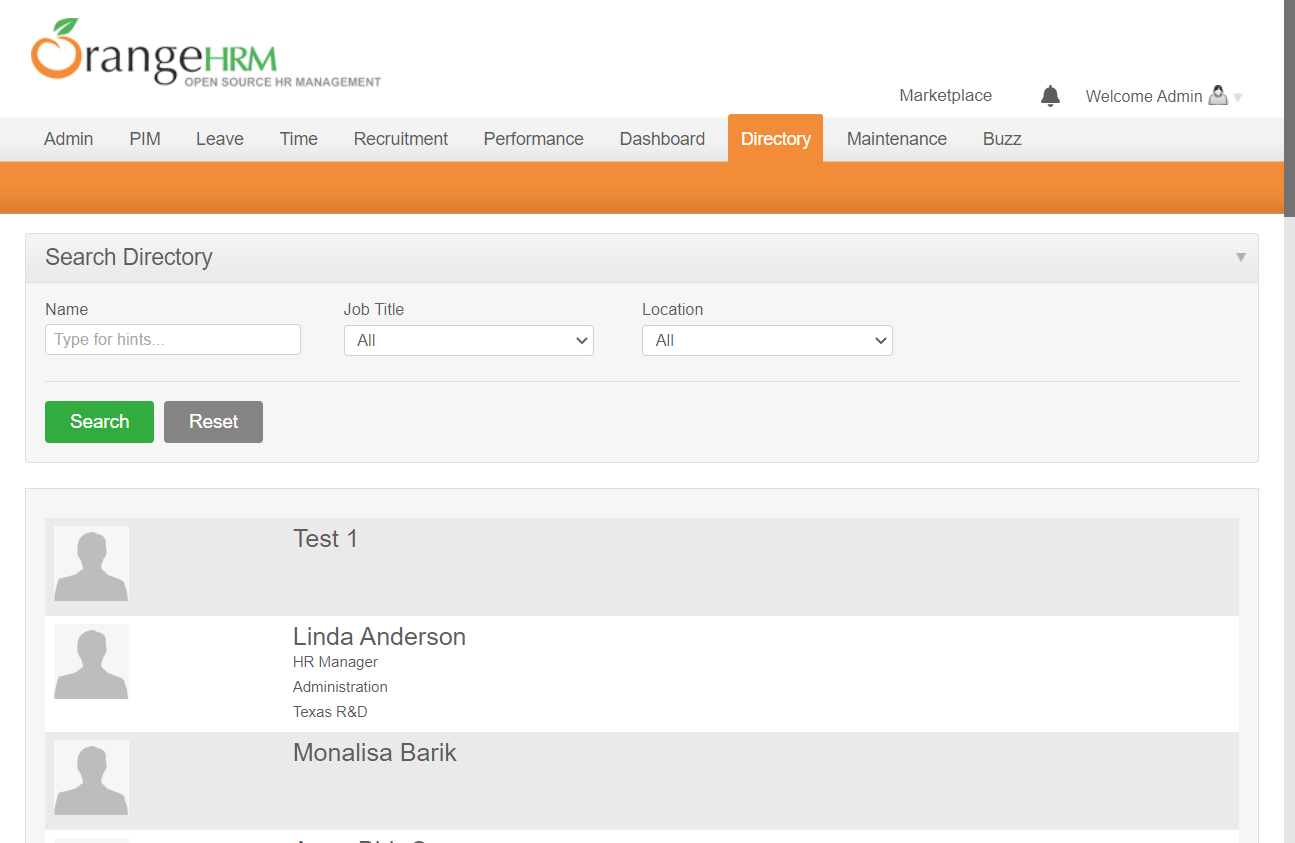 OrangeHRM
OPEN SOURCE HR MANAGEMENT
Marketplace Welcome Admin
Admin PIM Leave Time Recruitment Performance Dashboard Directory Maintenance Buzz
Search Directory
Name Job Title Location
Type for hints... All All
Search Reset
Test 1
Linda Anderson
HR Manager
Administration
Texas R&D
Monalisa Barik